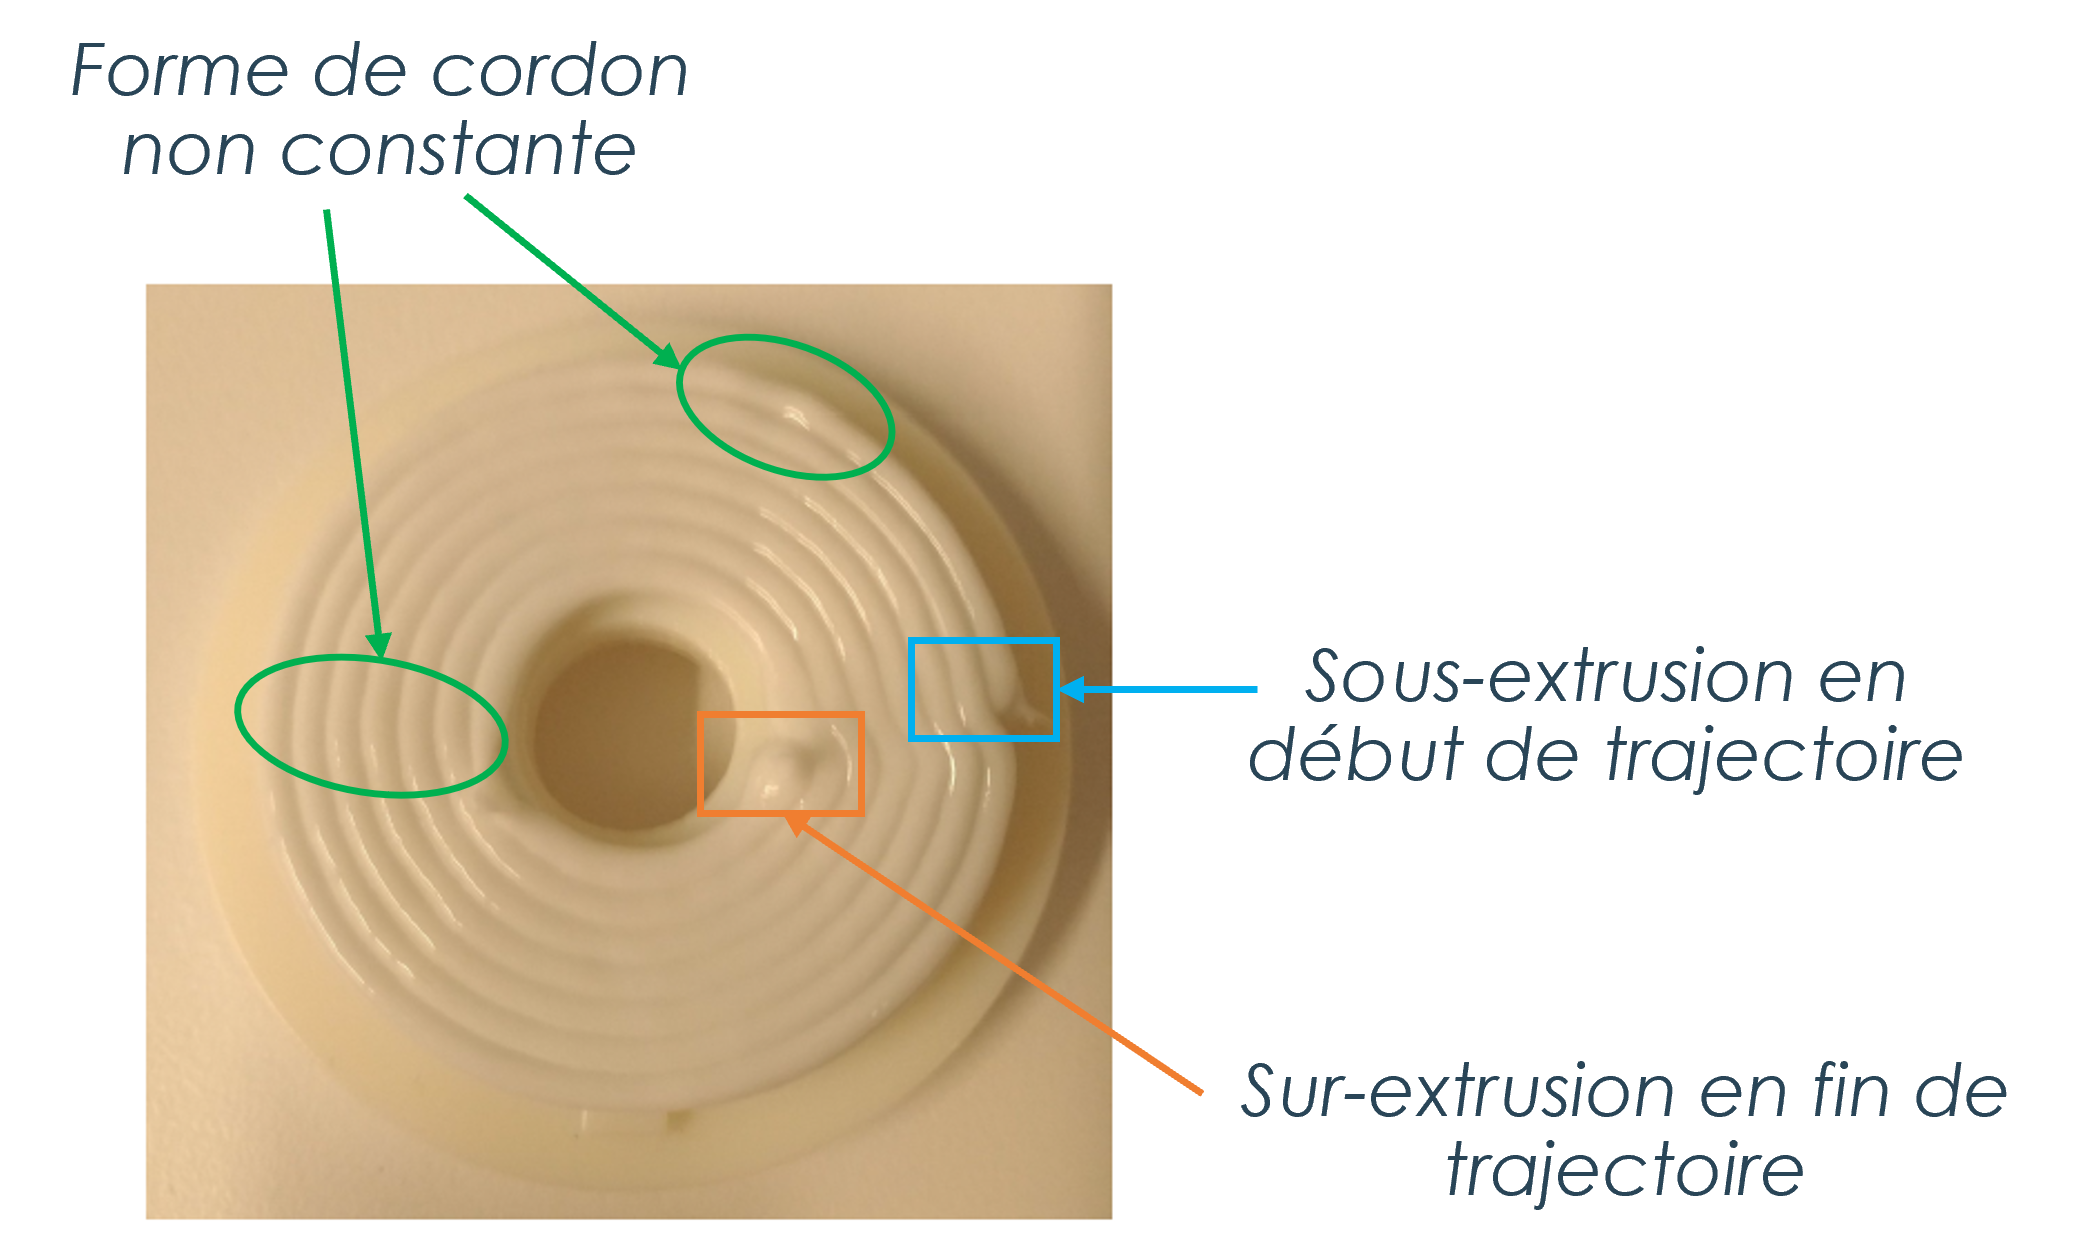 Forme de cordon
non constante
Sous-extrusion en
début de trajectoire
Sur-extrusion en fin de
trajectoire